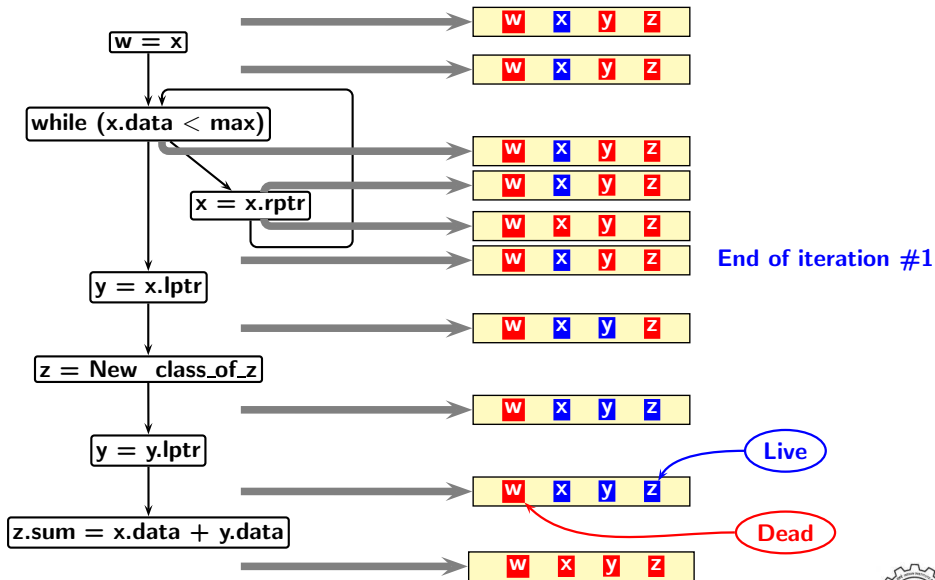 w x y z
w = x
w x y z
while (x.data < max)
w x y z
w x y z
x = x.rptr
w x y z
w x y z End of iteration #1
y = x.lptr
w x y z
z = New class_of_z
w x y z
y = y.lptr
Live
w x y z
z.sum = x.data + y.data
Dead
w x y z